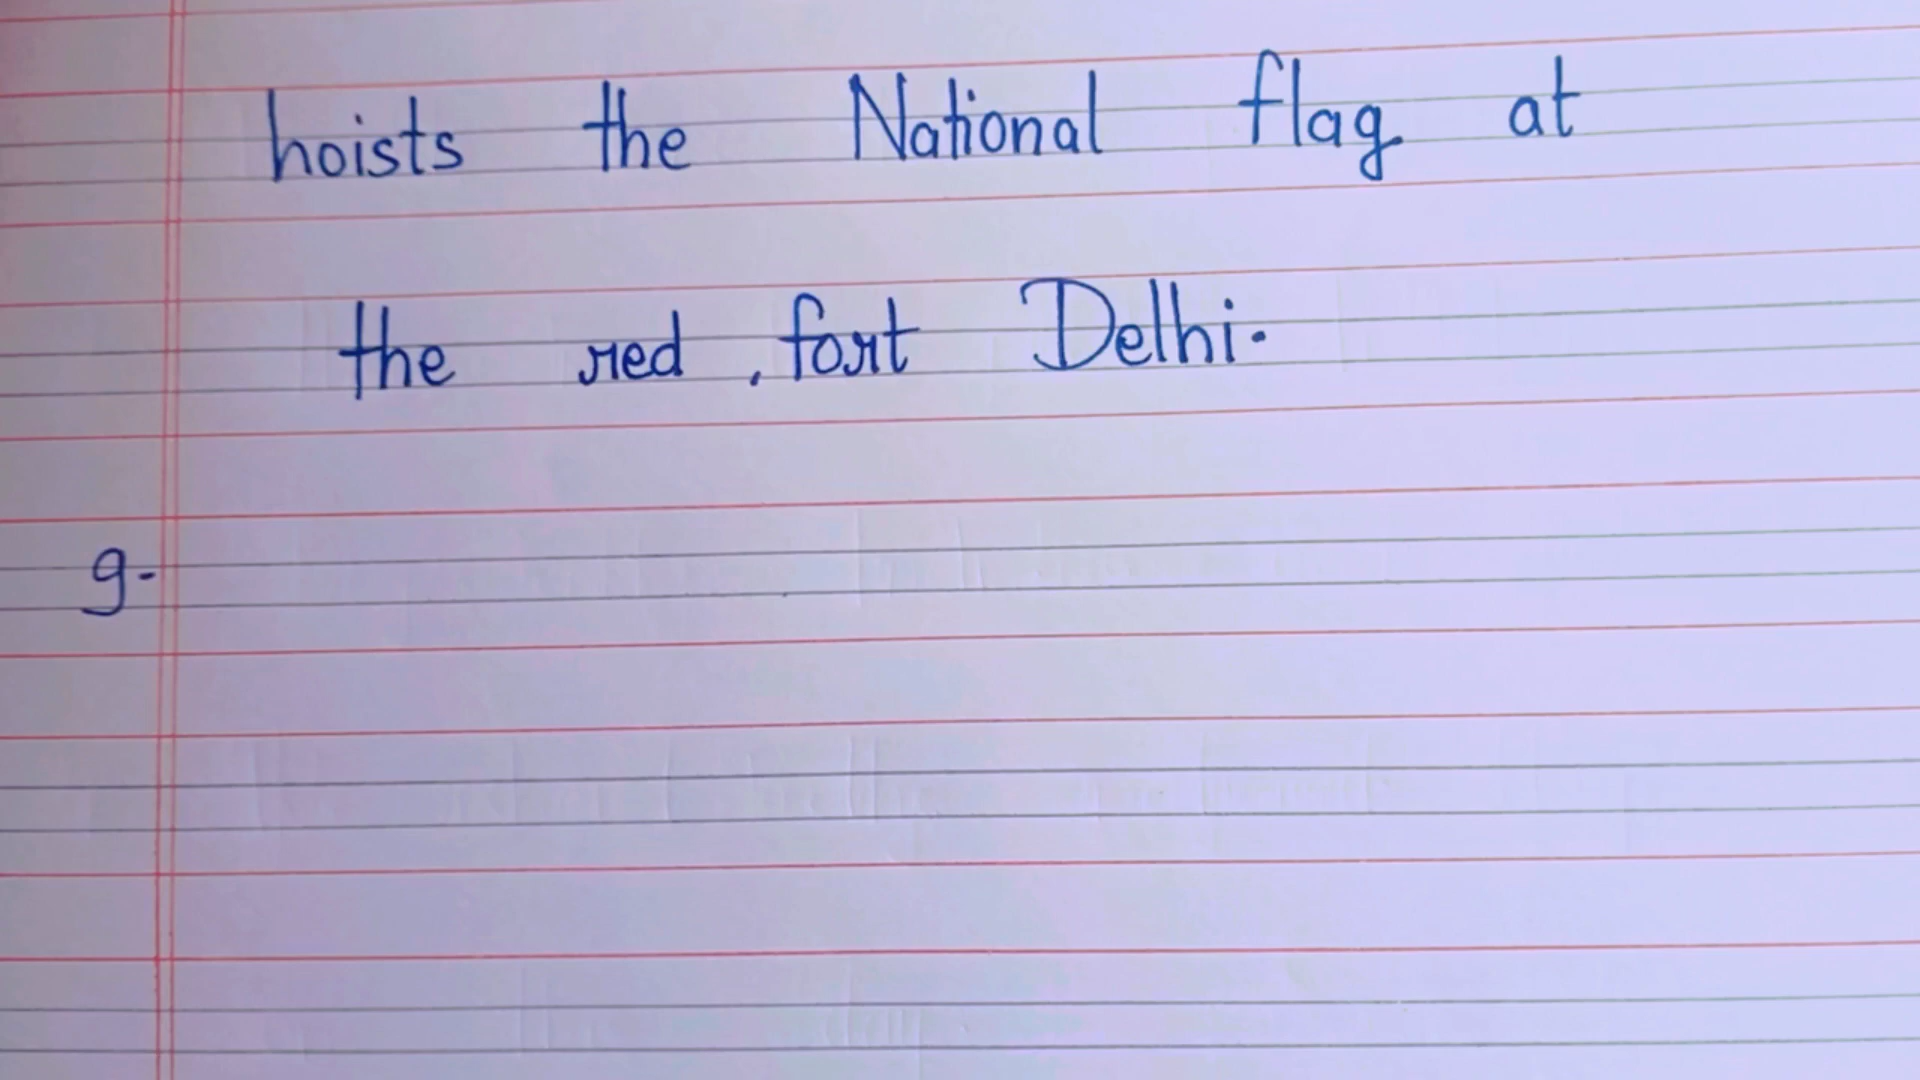 hoists the National flag at
the red , fort Delhi.
9-